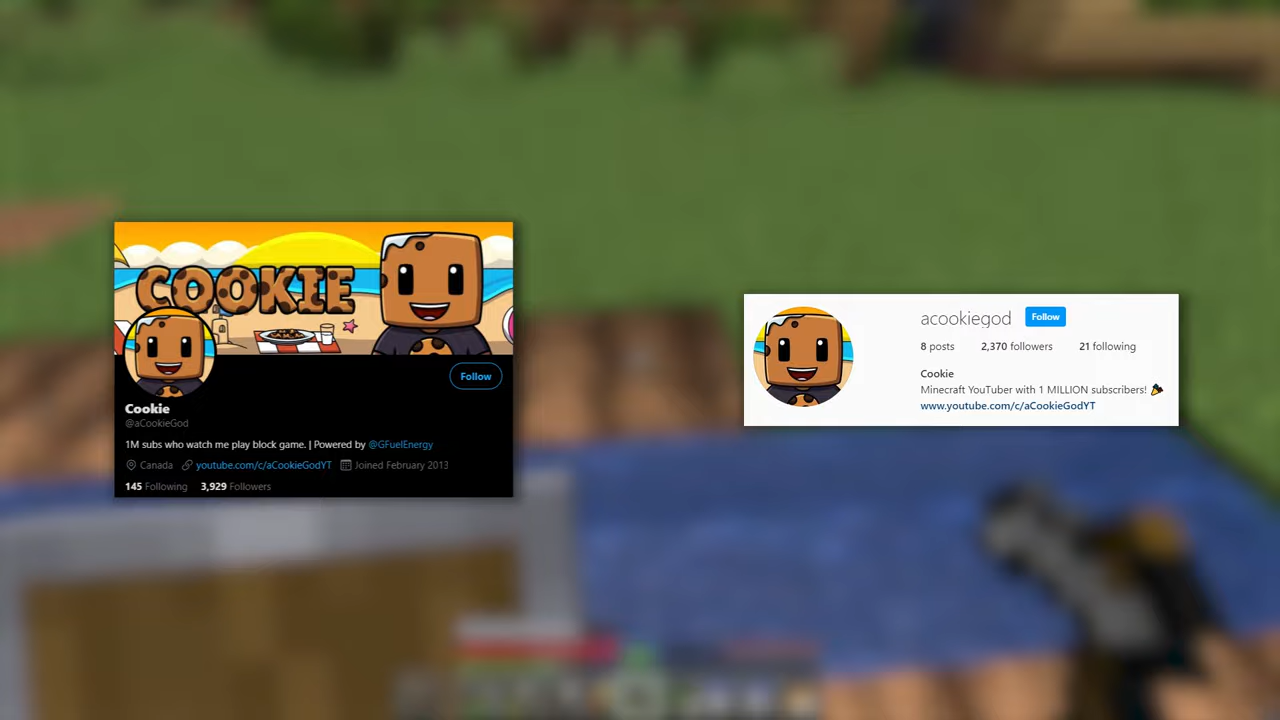 COOKIE
Follow
Cookie
@aCookieGod
1M subs who watch me play block game. | Powered by @GFuelEnergy
Canada youtube.com/c/aCookieGodYT Joined February 2013
145 Following 3,929 Followers
acookiegod Follow
8 posts 2,370 followers 21 following
Cookie
Minecraft YouTuber with 1 MILLION subscribers! 🎉
www.youtube.com/c/aCookieGodYT